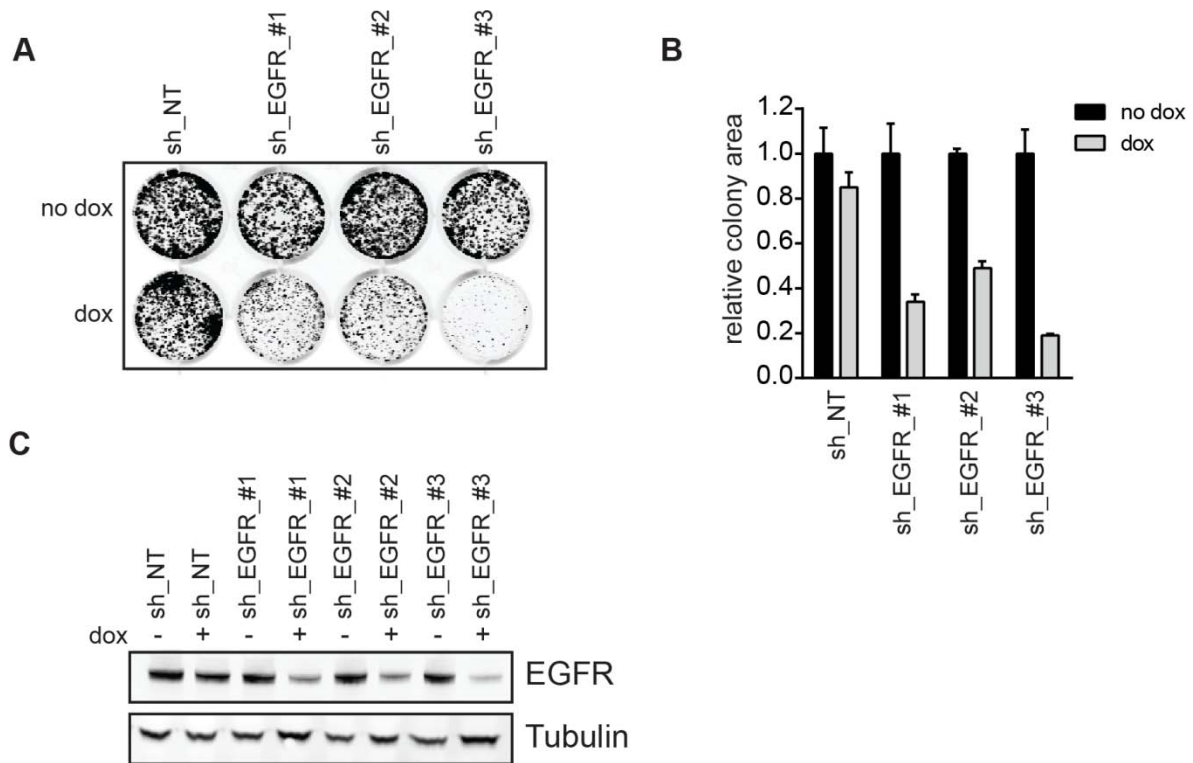 A
sh_NT
sh_EGFR_#1
sh_EGFR_#2
sh_EGFR_#3
no dox
dox
B
relative colony area
1.2
1.0
0.8
0.6
0.4
0.2
0.0
no dox
dox
sh_NT
sh_EGFR_#1
sh_EGFR_#2
sh_EGFR_#3
C
sh_NT
sh_NT
sh_EGFR_#1
sh_EGFR_#1
sh_EGFR_#2
sh_EGFR_#2
sh_EGFR_#3
sh_EGFR_#3
dox - + - + - + - +
EGFR
Tubulin